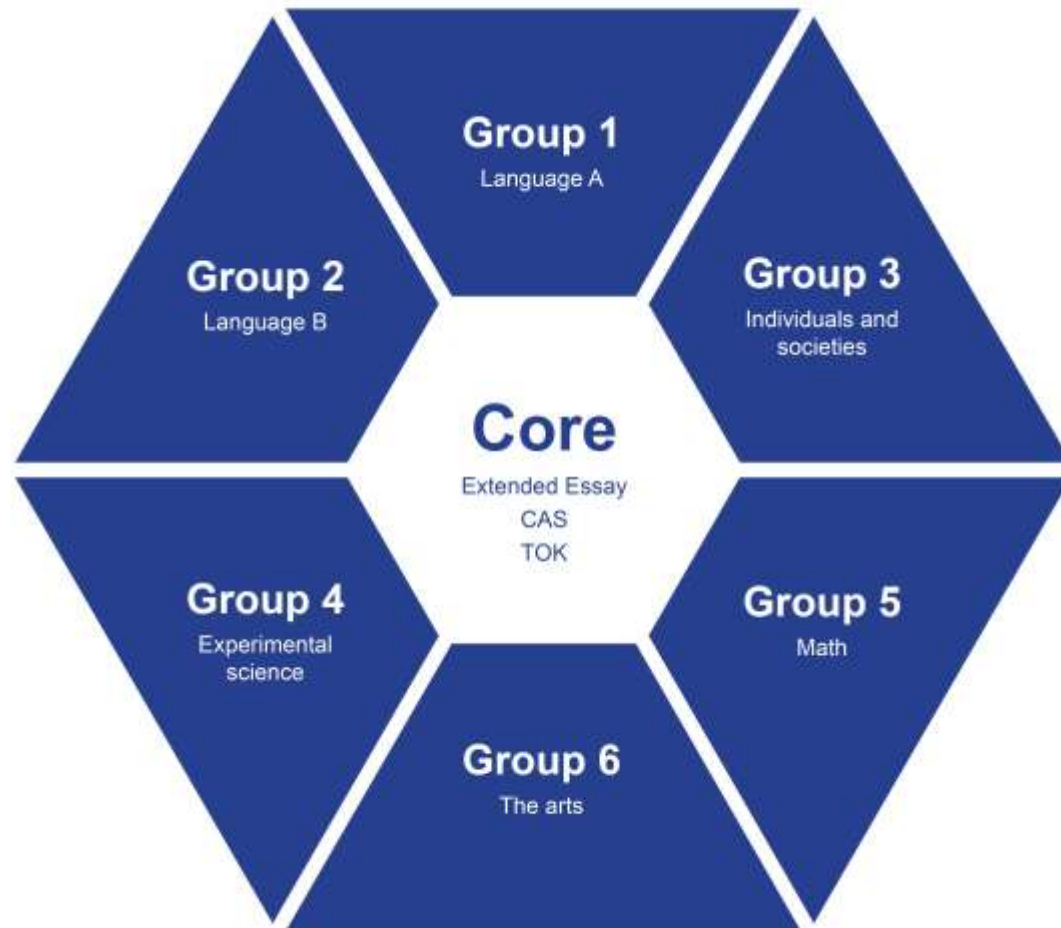 Group 1
Language A
Group 2
Language B
Group 3
Individuals and
societies
Core
Extended Essay
CAS
TOK
Group 4
Experimental
science
Group 5
Math
Group 6
The arts